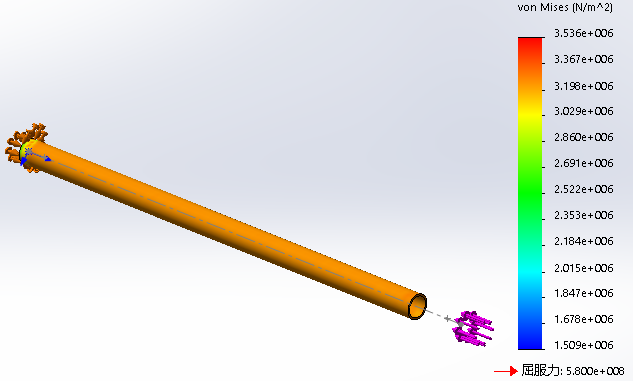 von Mises (N/m^2)
3.536e+006
3.367e+006
3.198e+006
3.029e+006
2.860e+006
2.691e+006
2.522e+006
2.353e+006
2.184e+006
2.015e+006
1.847e+006
1.678e+006
1.509e+006
屈服力: 5.800e+008